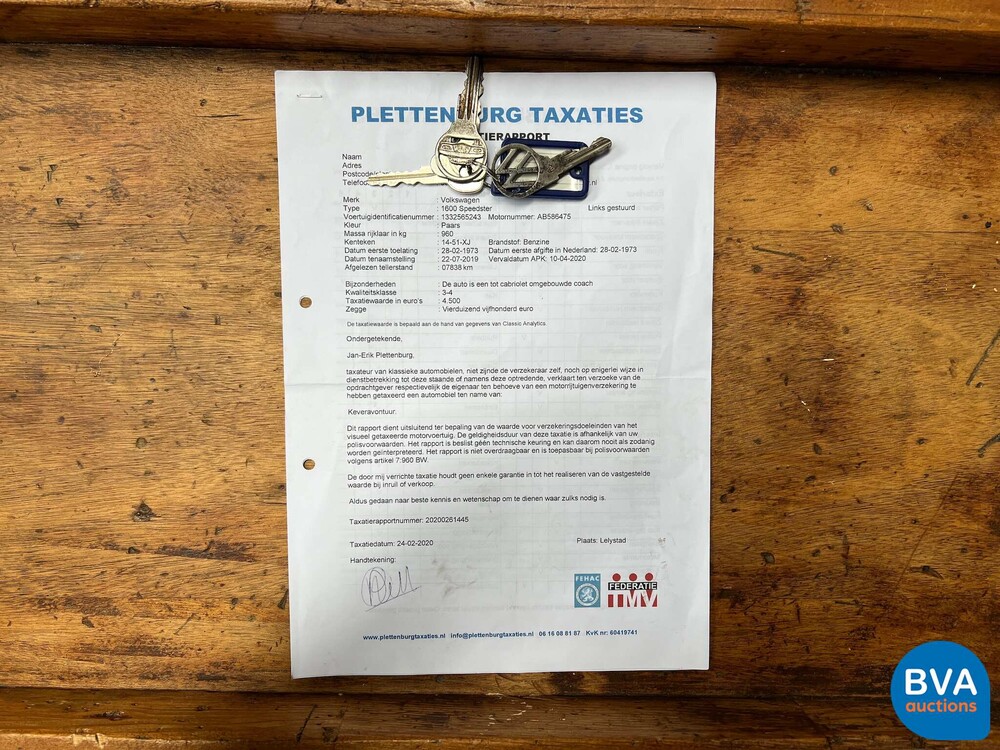 PLETTENBURG TAXATIES
TIERAPPORT
Naam
Adres
.nl
Merk : Volkswagen
Type : 1600 Speedster Links gestuurd
Voertuigidentificatienummer : 1332565243 Motornummer: AB586475
Kleur : Paars
Massa rijklaar in kg : 960
Kenteken : 14-51-XJ Brandstof: Benzine
Datum eerste toelating : 28-02-1973 Datum eerste afgifte in Nederland: 28-02-1973
Datum tenaamstelling : 22-07-2019 Vervaldatum APK: 10-04-2020
Afgelezen tellerstand : 07838 km
Bijzonderheden : De auto is een tot cabriolet omgebouwde coach
Kwaliteitsklasse : 3-4
Taxatiewaarde in euro's : 4.500
Zegge : Vierduizend vijfhonderd euro
De taxatiewaarde is bepaald aan de hand van gegevens van Classic Analytics.
Ondergetekende,
Jan-Erik Plettenburg,
taxateur van klassieke automobielen, niet zijnde de verzekeraar zelf, noch op enigerlei wijze in
dienstbetrekking tot deze staande of namens deze optredende, verklaart ten verzoeke van de
opdrachtgever respectievelijk de eigenaar ten behoeve van een motorrijtuigenverzekering te
hebben getaxeerd een automobiel ten name van:
Keveravontuur.
Dit rapport dient uitsluitend ter bepaling van de waarde voor verzekeringsdoeleinden van het
visueel getaxeerde motorvoertuig. De geldigheidsduur van deze taxatie is afhankelijk van uw
polisvoorwaarden. Het rapport is beslist géén technische keuring en kan daarom nooit als zodanig
worden geïnterpreteerd. Het rapport is niet overdraagbaar en is toepasbaar bij polisvoorwaarden
volgens artikel 7:960 BW.
De door mij verrichte taxatie houdt geen enkele garantie in tot het realiseren van de vastgestelde
waarde bij inruil of verkoop.
Aldus gedaan naar beste kennis en wetenschap om te dienen waar zulks nodig is.
Taxatierapportnummer: 20200261445
Taxatiedatum: 24-02-2020 Plaats: Lelystad
Handtekening:
FEHAC
FEDERATIE
TMV
www.plettenburgtaxaties.nl info@plettenburgtaxaties.nl 06 16 08 81 87 KvK nr: 60419741
BVA
auctions